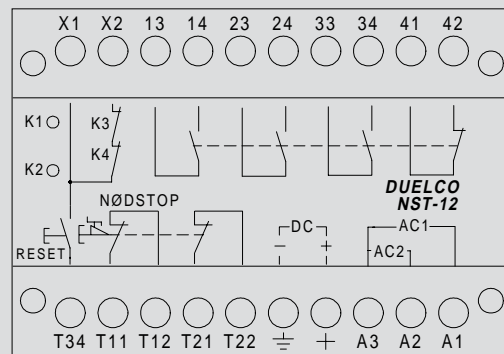 X1 X2 13 14 23 24 33 34 41 42
K1 K3
K2 K4
DUELCO
NST-12
NØDSTOP
DC AC1
RESET AC2
T34 T11 T12 T21 T22 ⏚ + A3 A2 A1